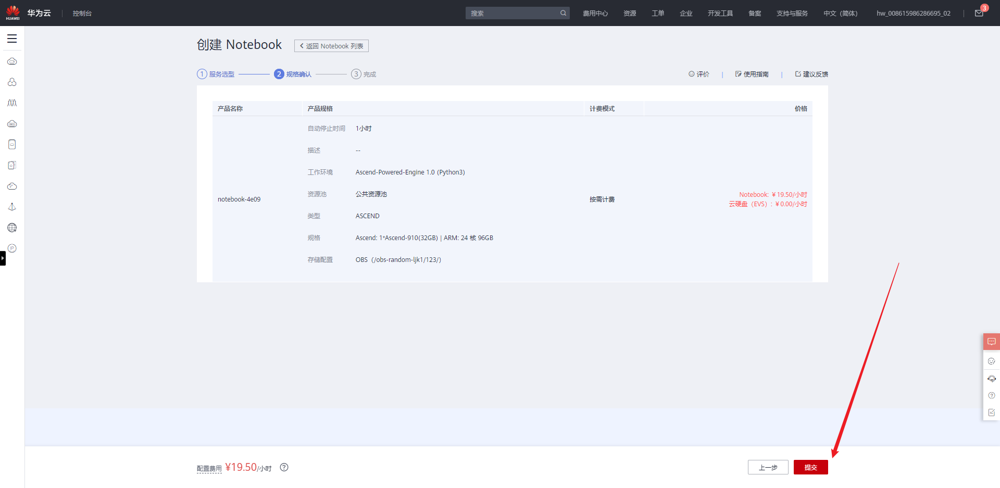 HUAWEI 华为云 控制台 搜索 费用中心 资源 工单 企业 开发工具 备案 支持与服务 中文（简体） hw_008615986286695_02 3
创建 Notebook 返回 Notebook 列表
1 服务选型 2 规格确认 3 完成 评价 | 使用指南 | 建议反馈
产品名称 产品规格 计费模式 价格
自动停止时间 1小时
描述 --
工作环境 Ascend-Powered-Engine 1.0 (Python3)
资源池 公共资源池
notebook-4e09 按需计费
Notebook: ¥19.50/小时
云硬盘（EVS）: ¥0.00/小时
类型 ASCEND
规格 Ascend: 1*Ascend-910(32GB) | ARM: 24 核 96GB
存储配置 OBS（/obs-random-ljk1/123/）
IP
配置费用 ¥19.50/小时 ? 上一步 提交